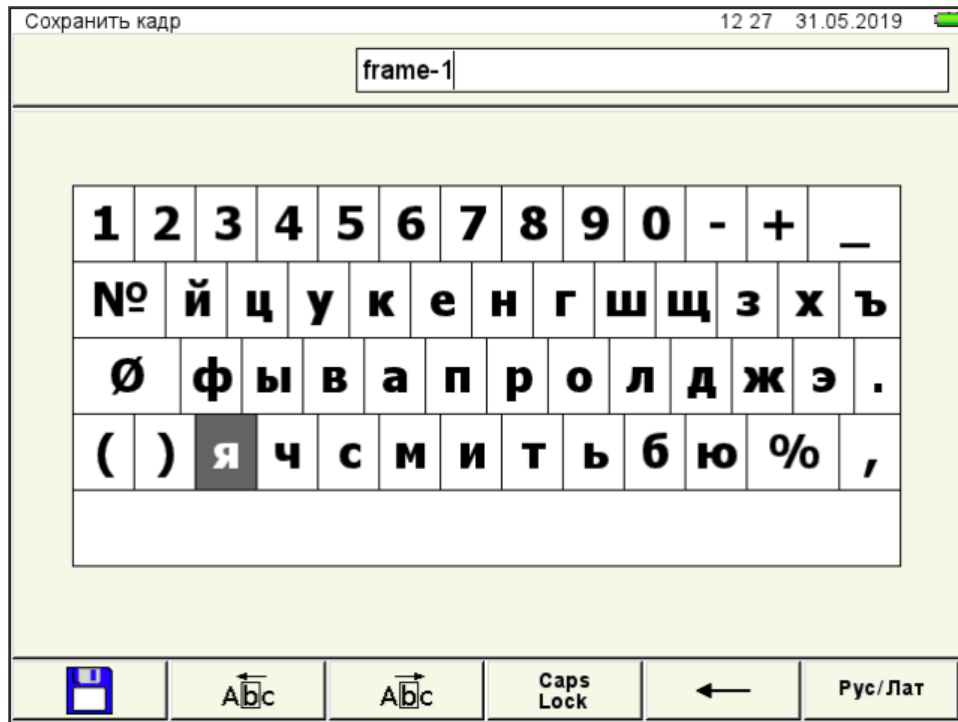 Сохранить кадр 12 27 31.05.2019
frame-1
1 2 3 4 5 6 7 8 9 0 - + _
№ й ц у к е н г ш щ з х ъ
Ø ф ы в а п р о л д ж э .
( ) я ч с м и т ь б ю % ,
Abc Abc Caps Lock ← Рус/Лат